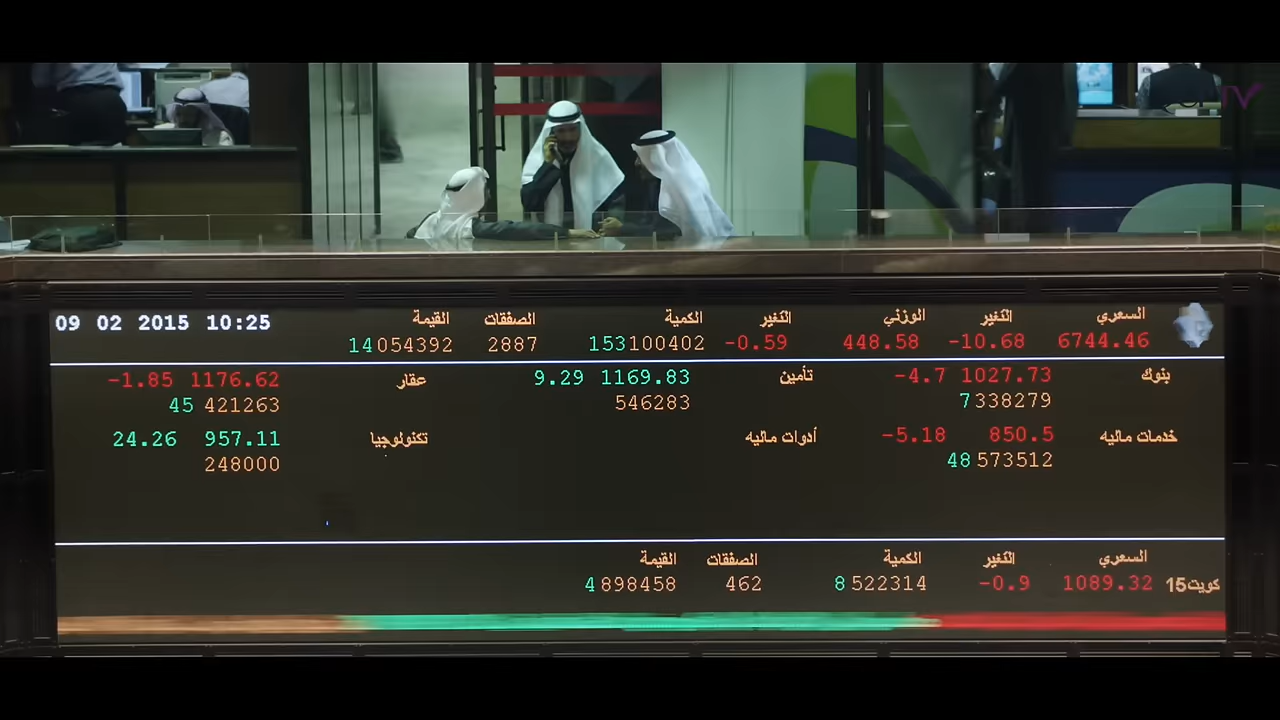 السعري التغير الوزني التغير الكمية الصفقات القيمة 09 02 2015 10:25
6744.46 -10.68 448.58 -0.59 153100402 2887 14054392
بنوك 1027.73 -4.7 تأمين 1169.83 9.29 عقار 1176.62 -1.85
7338279 546283 45421263
خدمات ماليه 850.5 -5.18 أدوات ماليه تكنولوجيا 957.11 24.26
48573512 248000
السعري التغير الكمية الصفقات القيمة
كويت15 1089.32 -0.9 8522314 462 4898458
TV